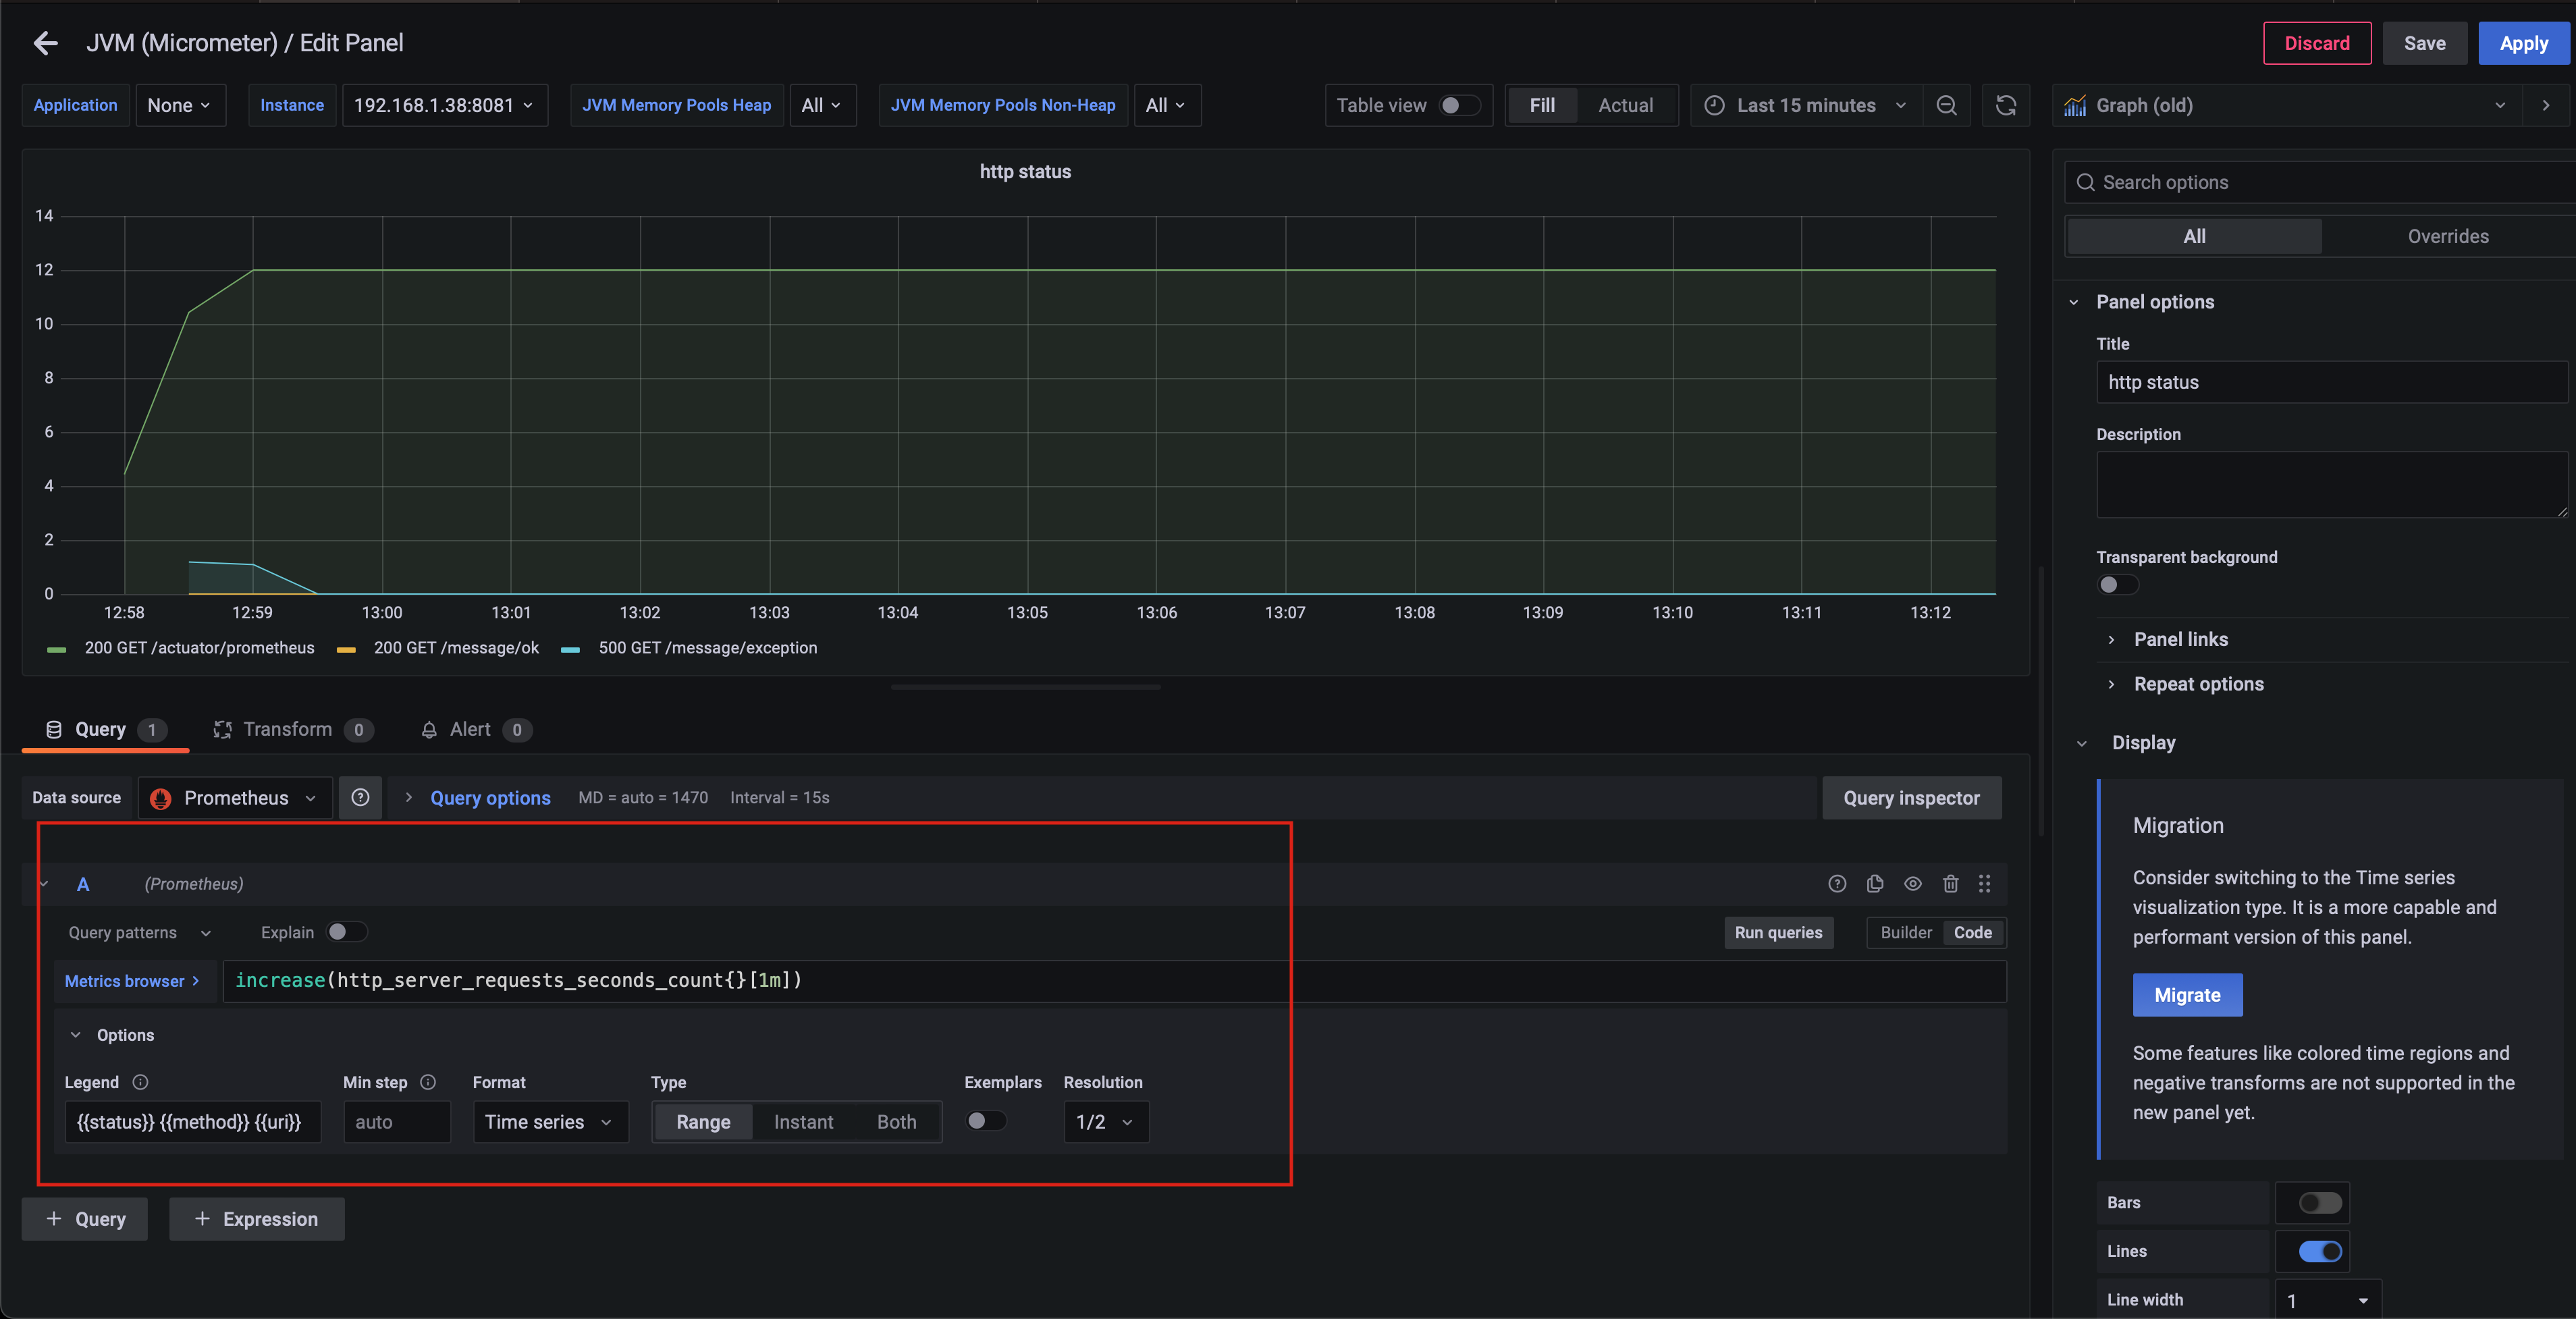 JVM (Micrometer) / Edit Panel
Discard
Save
Apply
Application
None
Instance
192.168.1.38:8081
JVM Memory Pools Heap
All
JVM Memory Pools Non-Heap
All
Table view
Fill
Actual
Last 15 minutes
Graph (old)
http status
14
12
10
8
6
4
2
0
12:58
12:59
13:00
13:01
13:02
13:03
13:04
13:05
13:06
13:07
13:08
13:09
13:10
13:11
13:12
200 GET /actuator/prometheus
200 GET /message/ok
500 GET /message/exception
Query 1
Transform 0
Alert 0
Data source
Prometheus
Query options
MD = auto = 1470
Interval = 15s
Query inspector
A
(Prometheus)
Query patterns
Explain
Run queries
Builder
Code
Metrics browser >
increase(http_server_requests_seconds_count{}[1m])
Options
Legend
Min step
Format
Type
Exemplars
Resolution
{{status}} {{method}} {{uri}}
auto
Time series
Range
Instant
Both
1/2
+ Query
+ Expression
Search options
All
Overrides
Panel options
Title
http status
Description
Transparent background
Panel links
Repeat options
Display
Migration
Consider switching to the Time series
visualization type. It is a more capable and
performant version of this panel.
Migrate
Some features like colored time regions and
negative transforms are not supported in the
new panel yet.
Bars
Lines
Line width
1